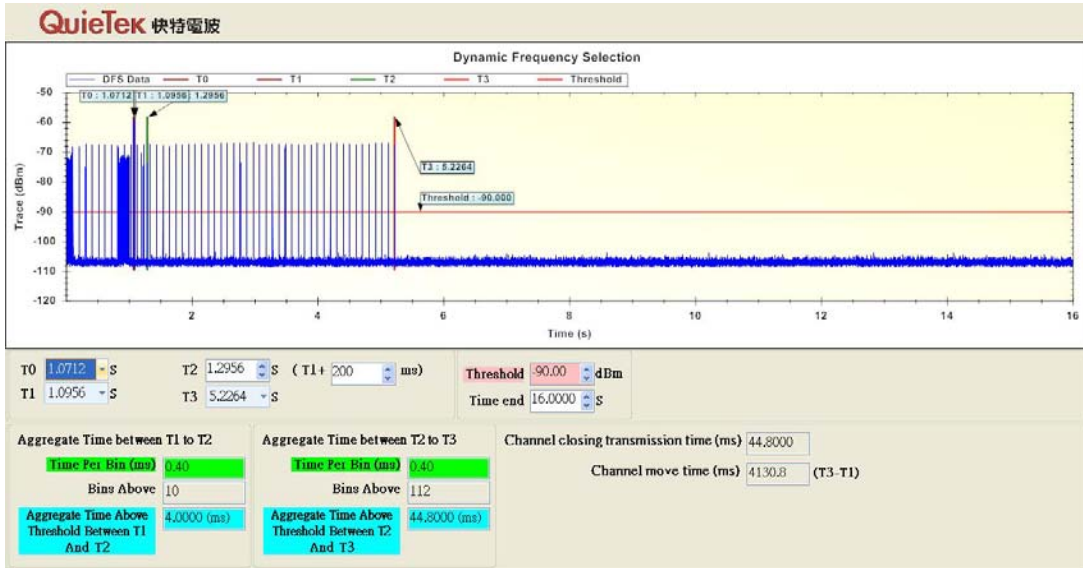 QuieTek 快特電波
Dynamic Frequency Selection
DFS Data T0 T1 T2 T3 Threshold
T0 : 1.0712 T1 : 1.0956 1.2956
T3 : 5.2264
Threshold : -90.000
Trace (dBm)
-50
-60
-70
-80
-90
-100
-110
-120
2 4 6 8 10 12 14 16
Time (s)
T0 1.0712 S T2 1.2956 S ( T1+ 200 ms) Threshold -90.00 dBm
T1 1.0956 S T3 5.2264 S Time end 16.0000 S
Aggregate Time between T1 to T2
Time Per Bin (ms) 0.40
Bins Above 10
Aggregate Time Above 4.0000 (ms)
Threshold Between T1
And T2
Aggregate Time between T2 to T3
Time Per Bin (ms) 0.40
Bins Above 112
Aggregate Time Above 44.8000 (ms)
Threshold Between T2
And T3
Channel closing transmission time (ms) 44.8000
Channel move time (ms) 4130.8 (T3-T1)